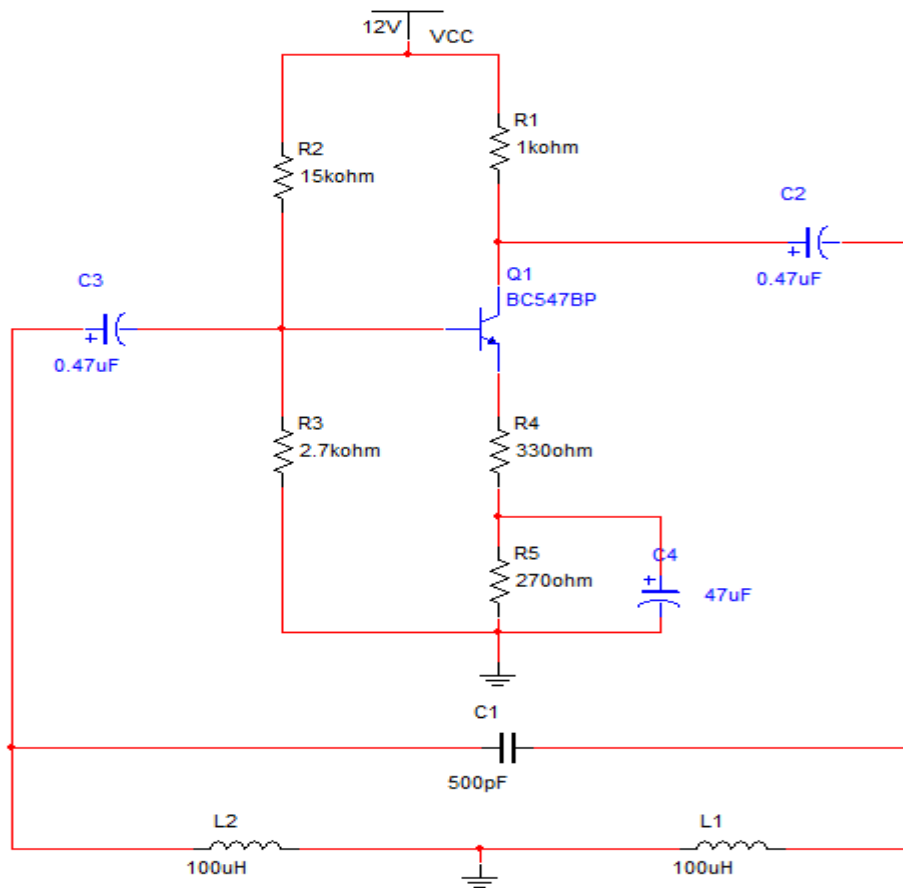 12V
VCC
R2
15kohm
R1
1kohm
C2
+
0.47uF
Q1
BC547BP
C3
+
0.47uF
R3
2.7kohm
R4
330ohm
R5
270ohm
C4
+
47uF
C1
500pF
L2
100uH
L1
100uH